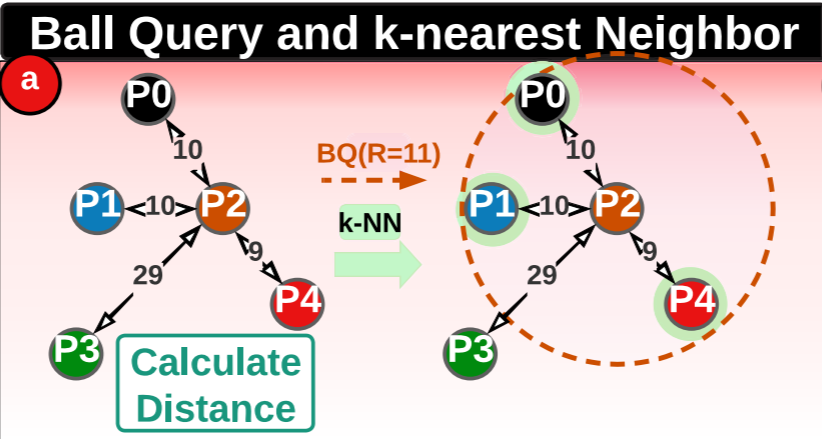 Ball Query and k-nearest Neighbor
a
P0
10
P1
10
P2
9
29
P4
P3
Calculate
Distance
BQ(R=11)
k-NN
P0
10
P1
10
P2
9
29
P4
P3